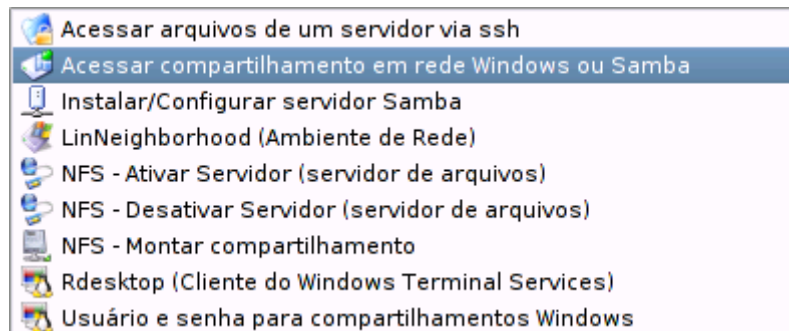 Acessar arquivos de um servidor via ssh
Acessar compartilhamento em rede Windows ou Samba
Instalar/Configurar servidor Samba
LinNeighborhood (Ambiente de Rede)
NFS - Ativar Servidor (servidor de arquivos)
NFS - Desativar Servidor (servidor de arquivos)
NFS - Montar compartilhamento
Rdesktop (Cliente do Windows Terminal Services)
Usuário e senha para compartilhamentos Windows